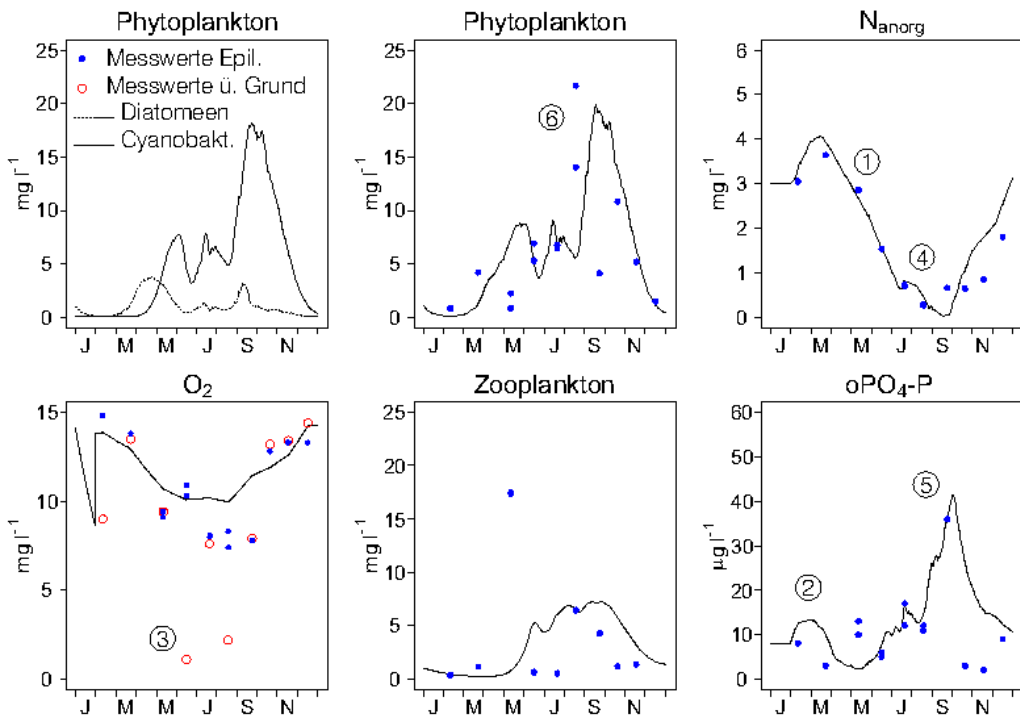 Phytoplankton
25
20
15
10
5
0
mg l⁻¹
Messwerte Epil.
Messwerte ü. Grund
Diatomeen
Cyanobakt.
J M M J S N
Phytoplankton
25
20
15
10
5
0
mg l⁻¹
⑥
J M M J S N
N_anorg
6
5
4
3
2
1
0
mg l⁻¹
①
④
J M M J S N
O₂
15
10
5
0
mg l⁻¹
③
J M M J S N
Zooplankton
25
20
15
10
5
0
mg l⁻¹
J M M J S N
oPO₄-P
60
50
40
30
20
10
0
µg l⁻¹
②
⑤
J M M J S N